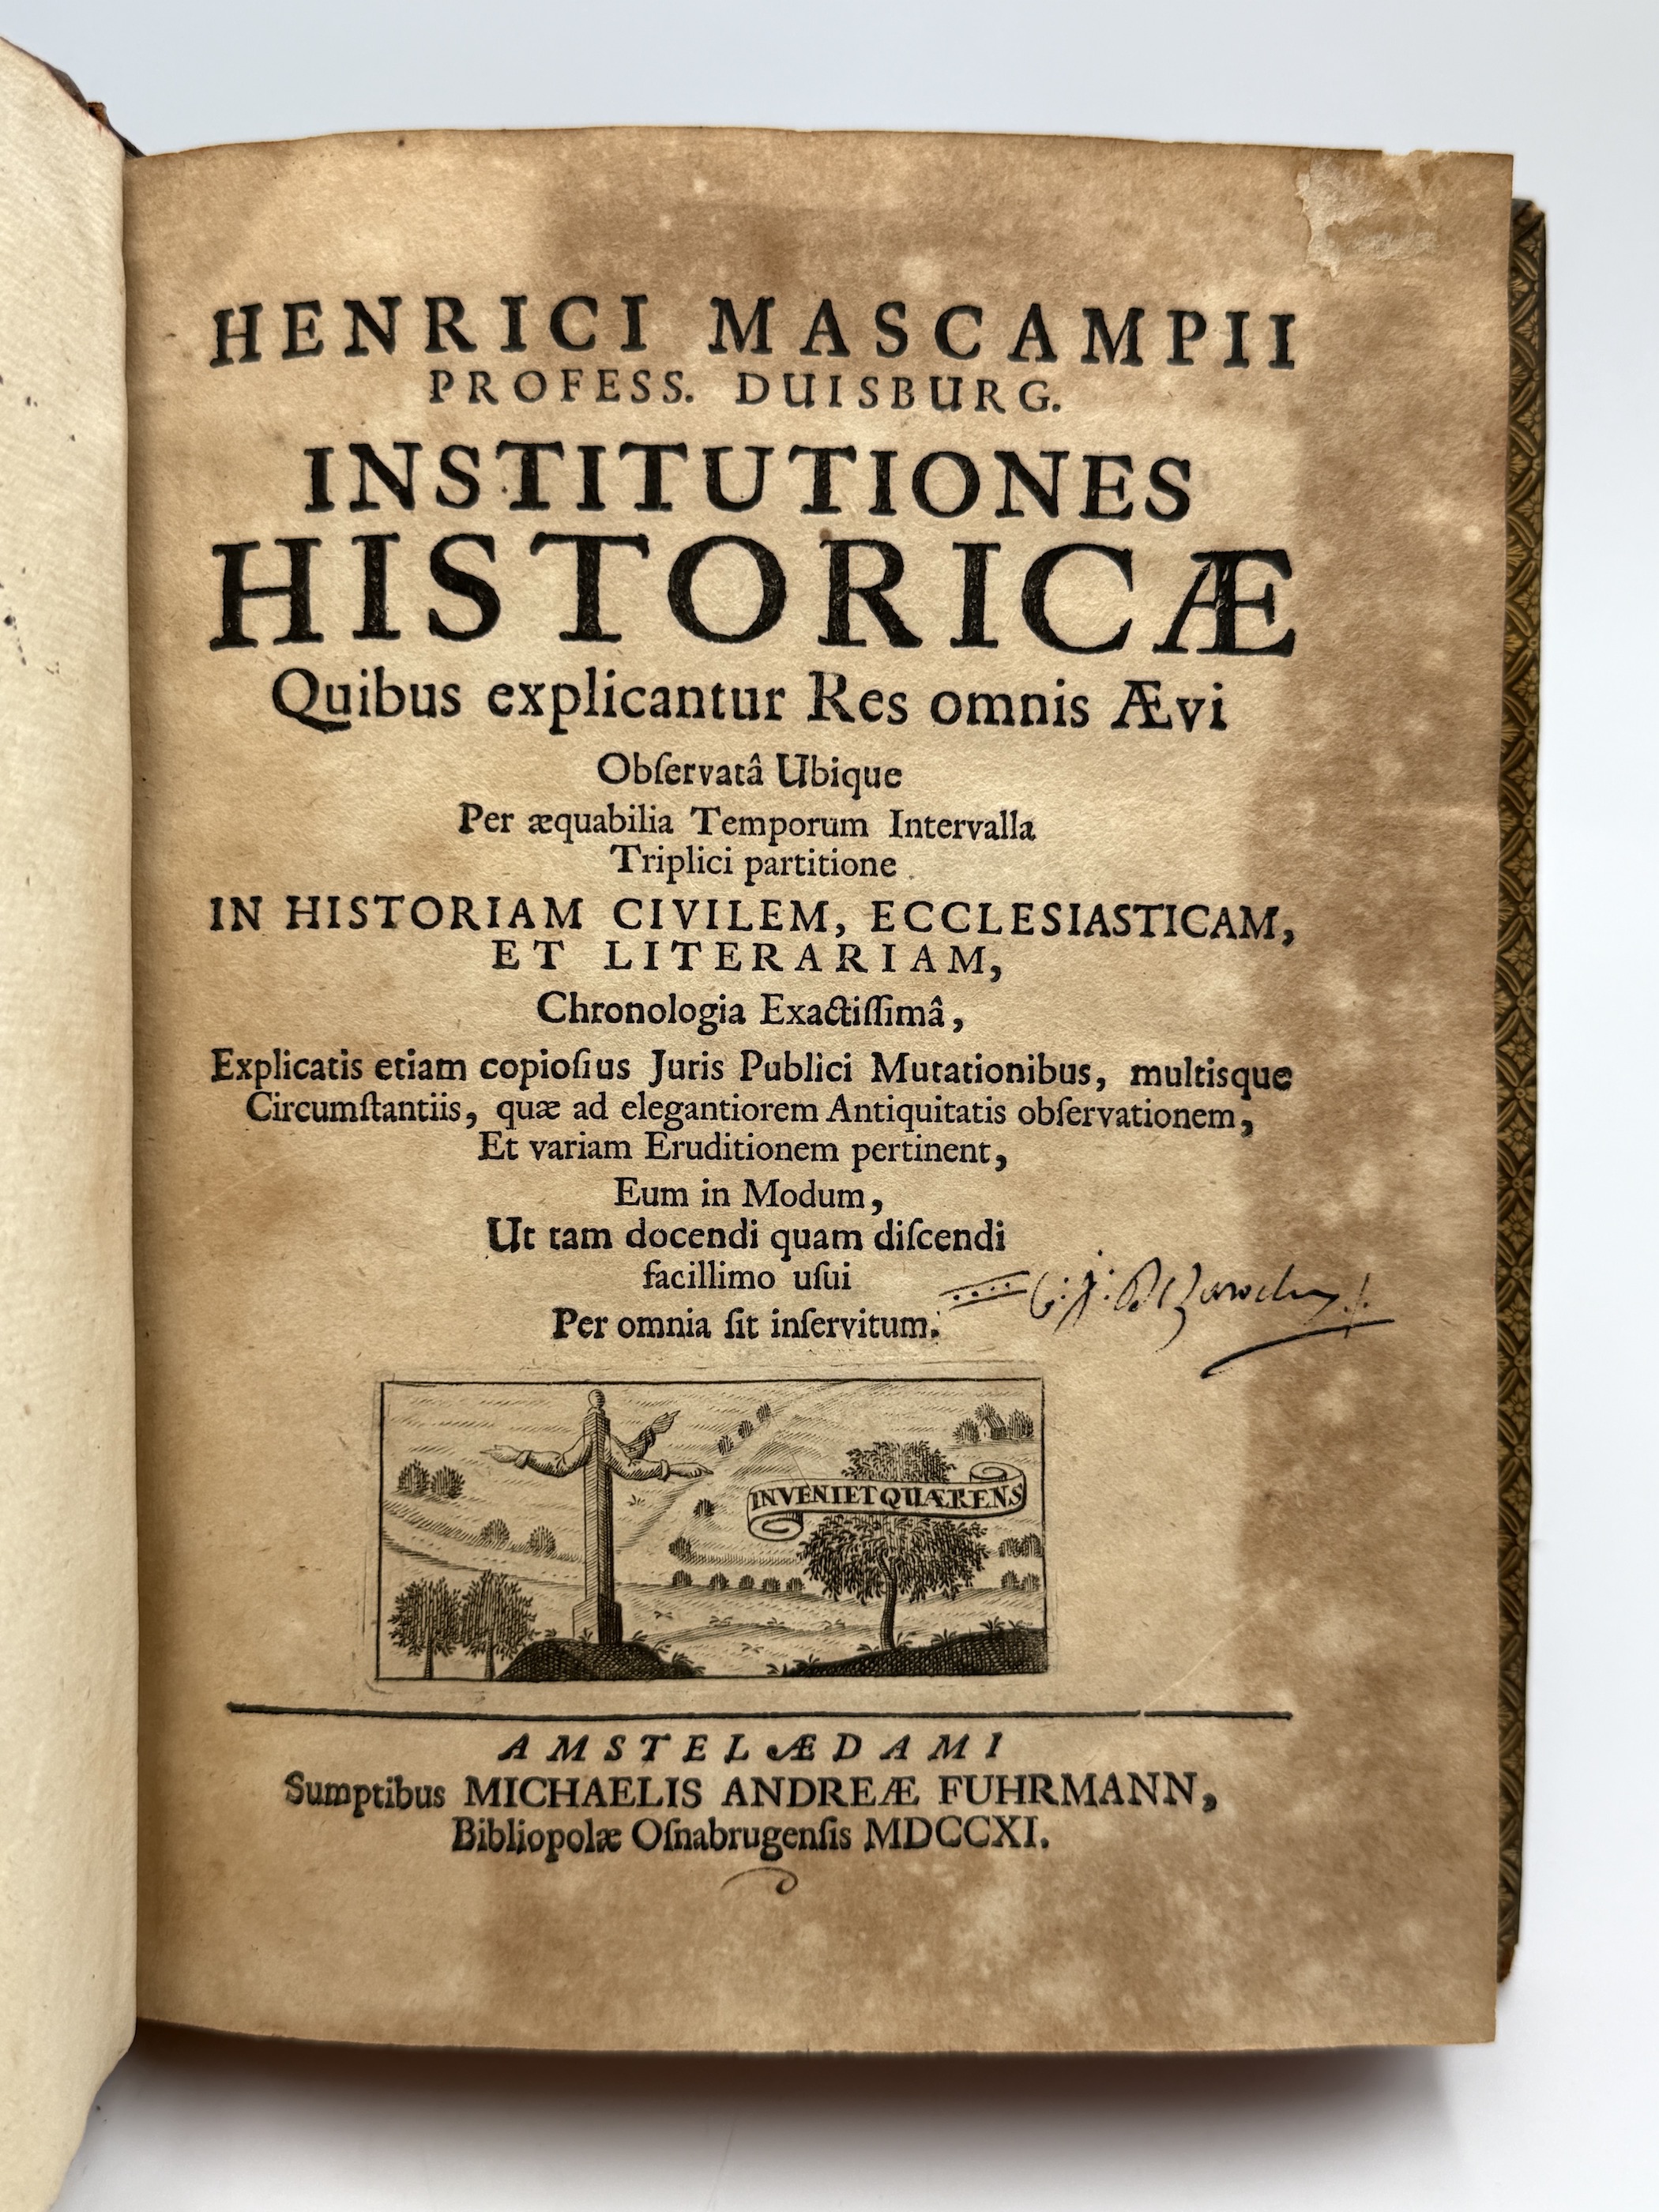 HENRICI MASCAMPII
PROFESS. DUISBURG.
INSTITUTIONES
HISTORICÆ
Quibus explicantur Res omnis Ævi
Obſervatâ Ubique
Per æquabilia Temporum Intervalla
Triplici partitione
IN HISTORIAM CIVILEM, ECCLESIASTICAM,
ET LITERARIAM,
Chronologia Exactiſſimâ,
Explicatis etiam copioſius Juris Publici Mutationibus, multisque
Circumſtantiis, quæ ad elegantiorem Antiquitatis obſervationem,
Et variam Eruditionem pertinent,
Eum in Modum,
Ut tam docendi quam diſcendi
facillimo uſui
Per omnia ſit inſervitum.
INVENIET QUÆRENS
AMSTELÆDAMI
Sumptibus MICHAELIS ANDREÆ FUHRMANN,
Bibliopolæ Oſnabrugenſis MDCCXI.